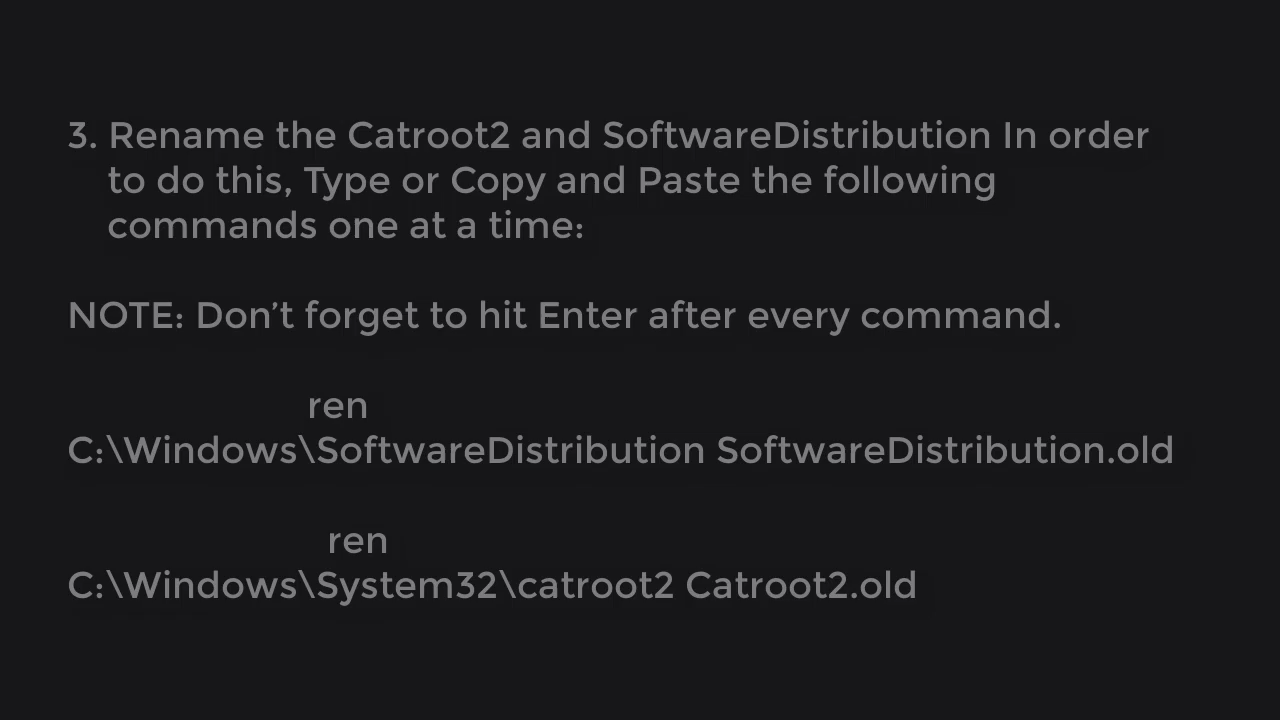 3. Rename the Catroot2 and SoftwareDistribution In order
to do this, Type or Copy and Paste the following
commands one at a time:
NOTE: Don’t forget to hit Enter after every command.
ren
C:\Windows\SoftwareDistribution SoftwareDistribution.old
ren
C:\Windows\System32\catroot2 Catroot2.old